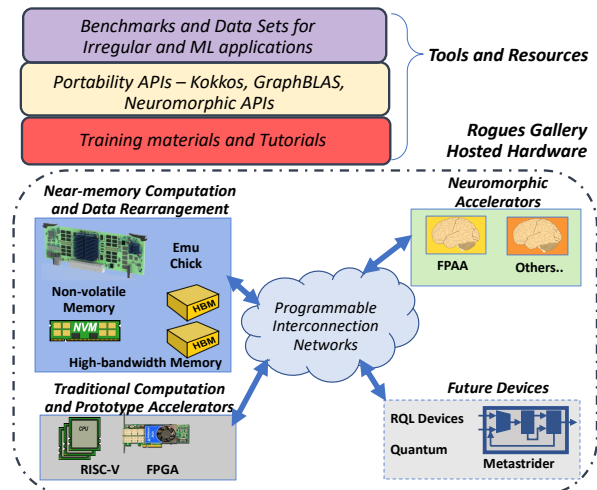 Benchmarks and Data Sets for
Irregular and ML applications
Portability APIs – Kokkos, GraphBLAS,
Neuromorphic APIs
Training materials and Tutorials
Tools and Resources
Rogues Gallery
Hosted Hardware
Near-memory Computation
and Data Rearrangement
Emu
Chick
Non-volatile
Memory
NVM
HBM
HBM
High-bandwidth Memory
Neuromorphic
Accelerators
FPAA
Others..
Programmable
Interconnection
Networks
Traditional Computation
and Prototype Accelerators
CPU
RISC-V
FPGA
Future Devices
RQL Devices
Quantum
Metastrider